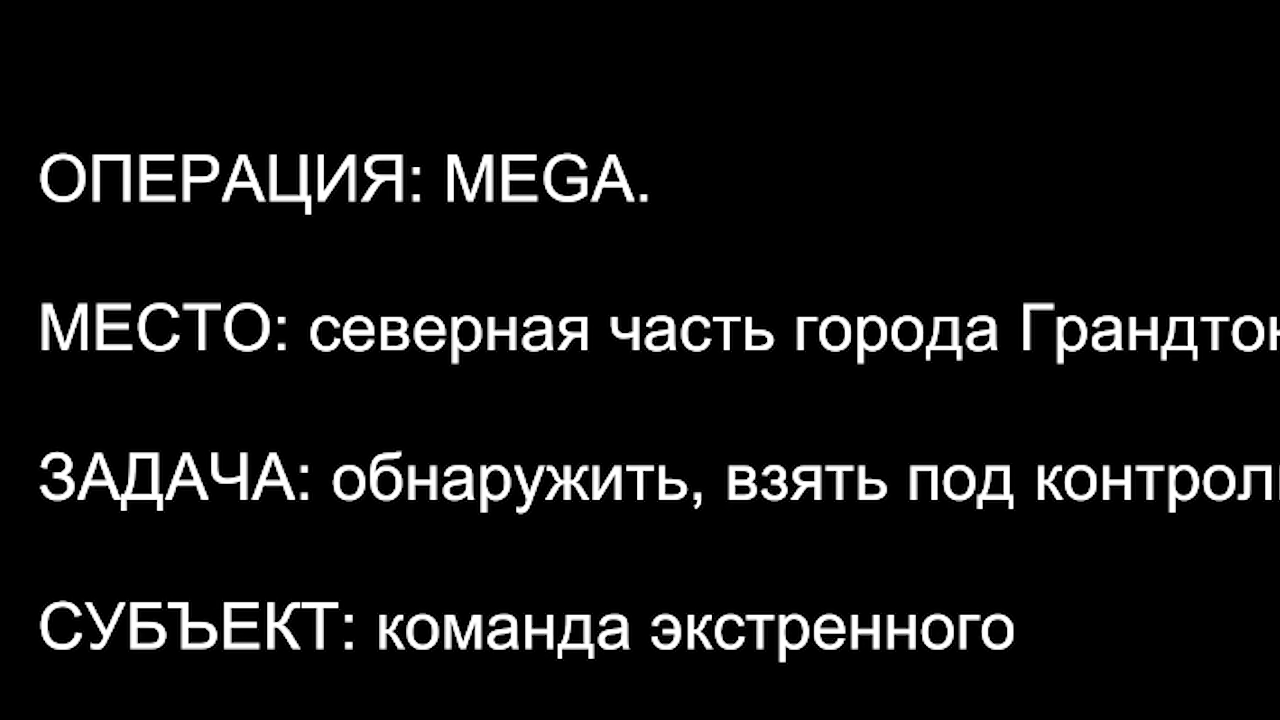 ОПЕРАЦИЯ: MEGA.
МЕСТО: северная часть города
ЗАДАЧА: обнаружить, взять под
СУБЪЕКТ: команда экстренного